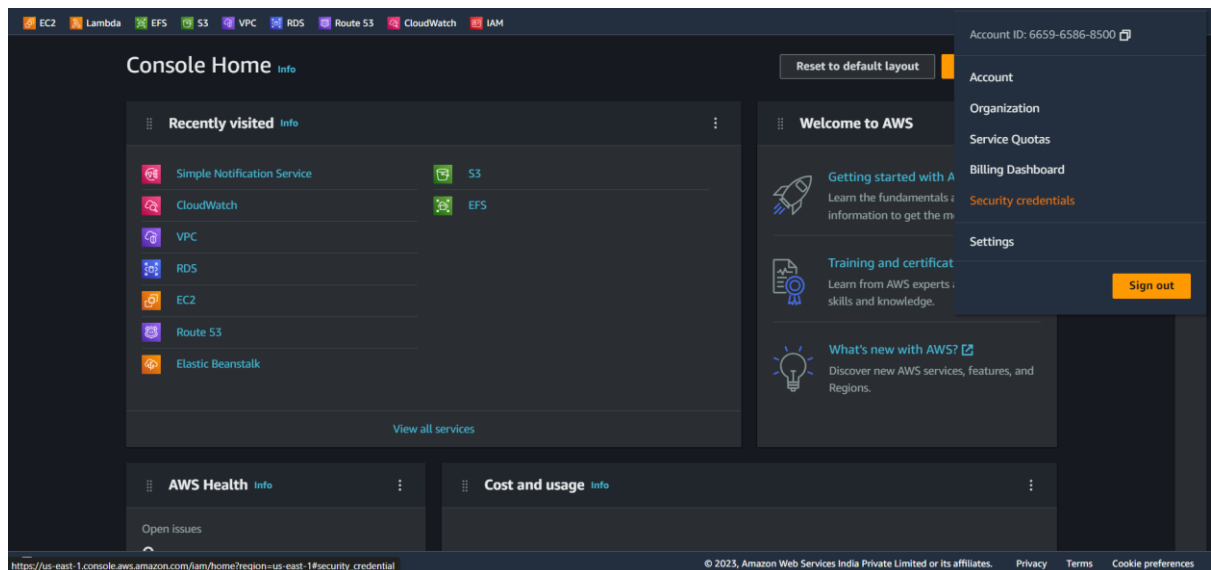 EC2 Lambda EFS S3 VPC RDS Route 53 CloudWatch IAM
Account ID: 6659-6586-8500
Account
Organization
Service Quotas
Billing Dashboard
Security credentials
Settings
Sign out
Console Home Info
Reset to default layout
Recently visited Info
Simple Notification Service
CloudWatch
VPC
RDS
EC2
Route 53
Elastic Beanstalk
S3
EFS
View all services
Welcome to AWS
Getting started with A
Learn the fundamentals
information to get the m
Training and certificat
Learn from AWS experts
skills and knowledge.
What's new with AWS?
Discover new AWS services, features, and
Regions.
AWS Health Info
Open issues
Cost and usage Info
https://us-east-1.console.aws.amazon.com/iam/home?region=us-east-1#security_credential
© 2023, Amazon Web Services India Private Limited or its affiliates. Privacy Terms Cookie preferences